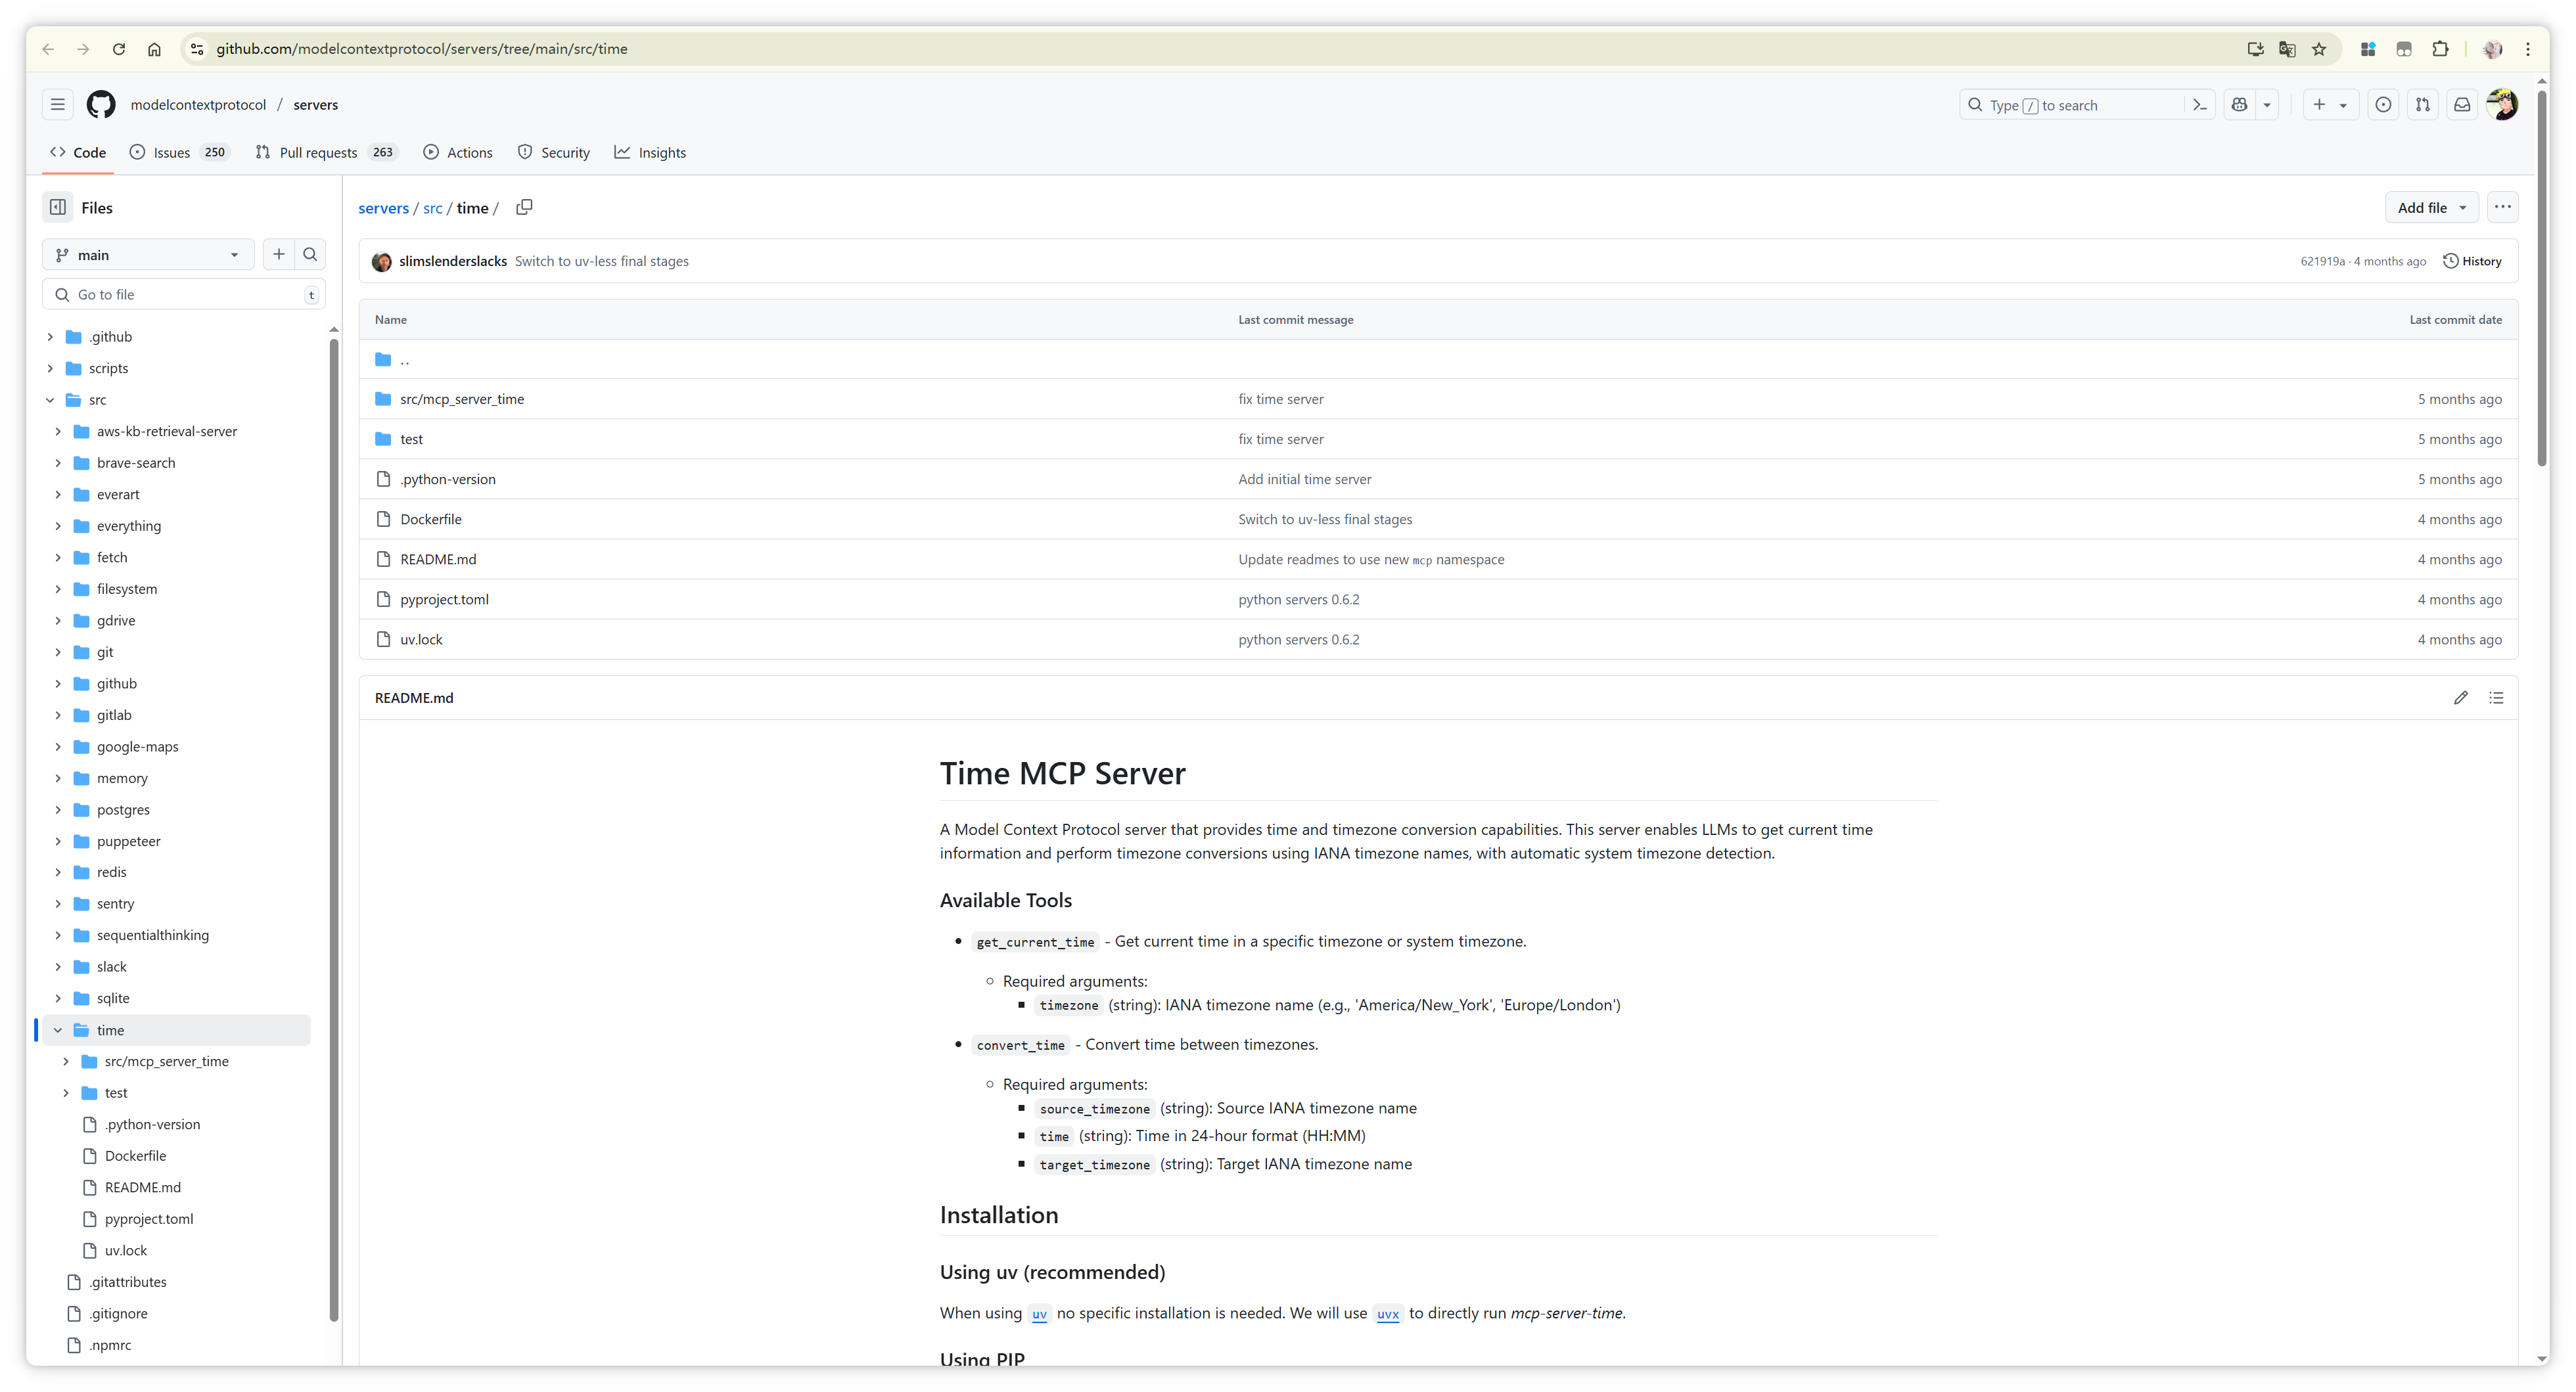 github.com/modelcontextprotocol/servers/tree/main/src/time
modelcontextprotocol / servers
Type / to search
Code
Issues 250
Pull requests 263
Actions
Security
Insights
Files
main
Go to file
t
.github
scripts
src
aws-kb-retrieval-server
brave-search
everart
everything
fetch
filesystem
gdrive
git
github
gitlab
google-maps
memory
postgres
puppeteer
redis
sentry
sequentialthinking
slack
sqlite
time
src/mcp_server_time
test
.python-version
Dockerfile
README.md
pyproject.toml
uv.lock
.gitattributes
.gitignore
.npmrc
servers / src / time /
Add file
slimslenderslacks Switch to uv-less final stages
621919a · 4 months ago
History
Name Last commit message Last commit date
..
src/mcp_server_time fix time server 5 months ago
test fix time server 5 months ago
.python-version Add initial time server 5 months ago
Dockerfile Switch to uv-less final stages 4 months ago
README.md Update readmes to use new mcp namespace 4 months ago
pyproject.toml python servers 0.6.2 4 months ago
uv.lock python servers 0.6.2 4 months ago
README.md
Time MCP Server
A Model Context Protocol server that provides time and timezone conversion capabilities. This server enables LLMs to get current time
information and perform timezone conversions using IANA timezone names, with automatic system timezone detection.
Available Tools
get_current_time - Get current time in a specific timezone or system timezone.
Required arguments:
timezone (string): IANA timezone name (e.g., 'America/New_York', 'Europe/London')
convert_time - Convert time between timezones.
Required arguments:
source_timezone (string): Source IANA timezone name
time (string): Time in 24-hour format (HH:MM)
target_timezone (string): Target IANA timezone name
Installation
Using uv (recommended)
When using uv no specific installation is needed. We will use uvx to directly run mcp-server-time.
Using PIP